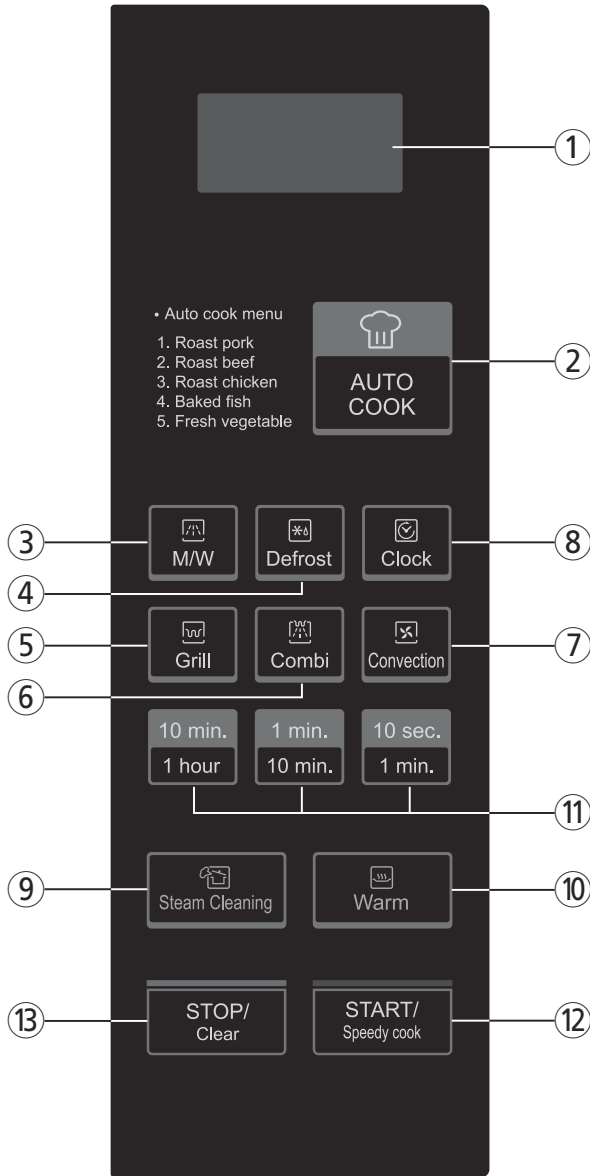 ①
• Auto cook menu
1. Roast pork
2. Roast beef
3. Roast chicken
4. Baked fish
5. Fresh vegetable
AUTO
COOK
②
③
M/W
Defrost
Clock
⑧
④
⑤
Grill
Combi
Convection
⑦
⑥
10 min.
1 hour
1 min.
10 min.
10 sec.
1 min.
⑪
⑨
Steam Cleaning
Warm
⑩
⑬
STOP/
Clear
START/
Speedy cook
⑫